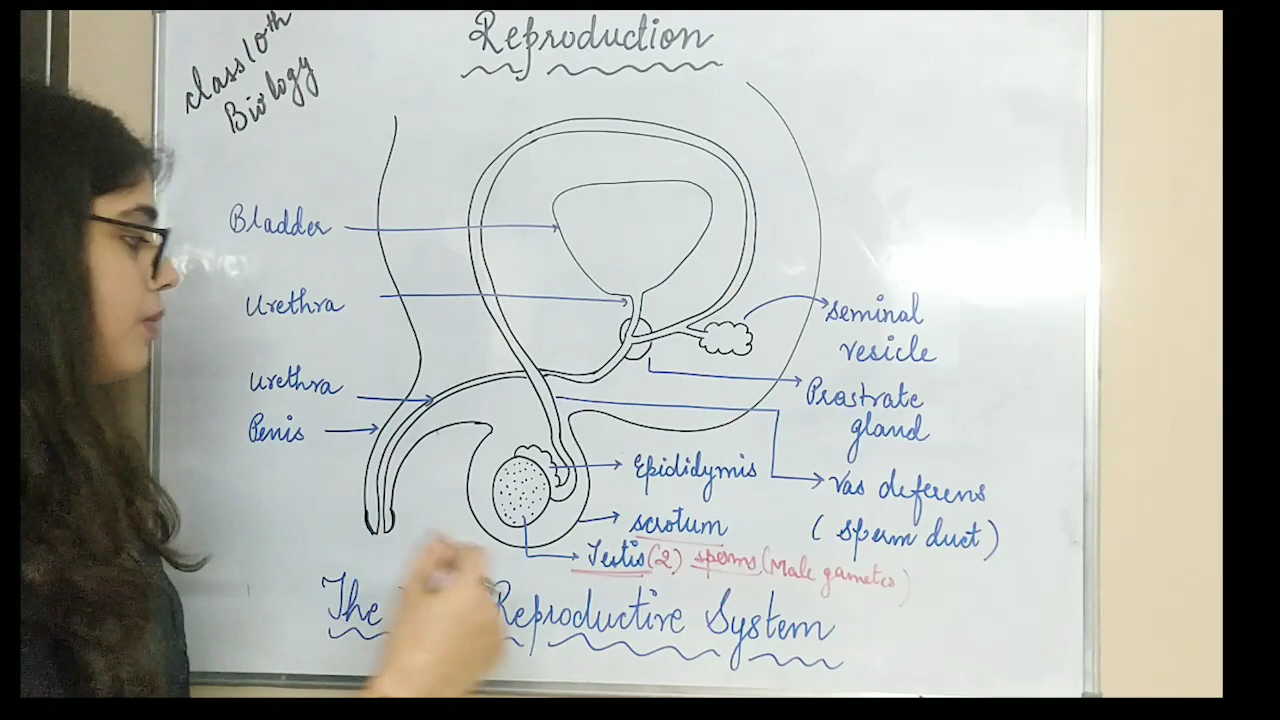 Reproduction
class 10th
Biology
Bladder
Urethra
Urethra
Penis
seminal
vesicle
Prostrate
gland
Epididymis
vas deferens
(sperm duct)
scrotum
Testis (2) sperms (Male gametes)
The Reproductive System